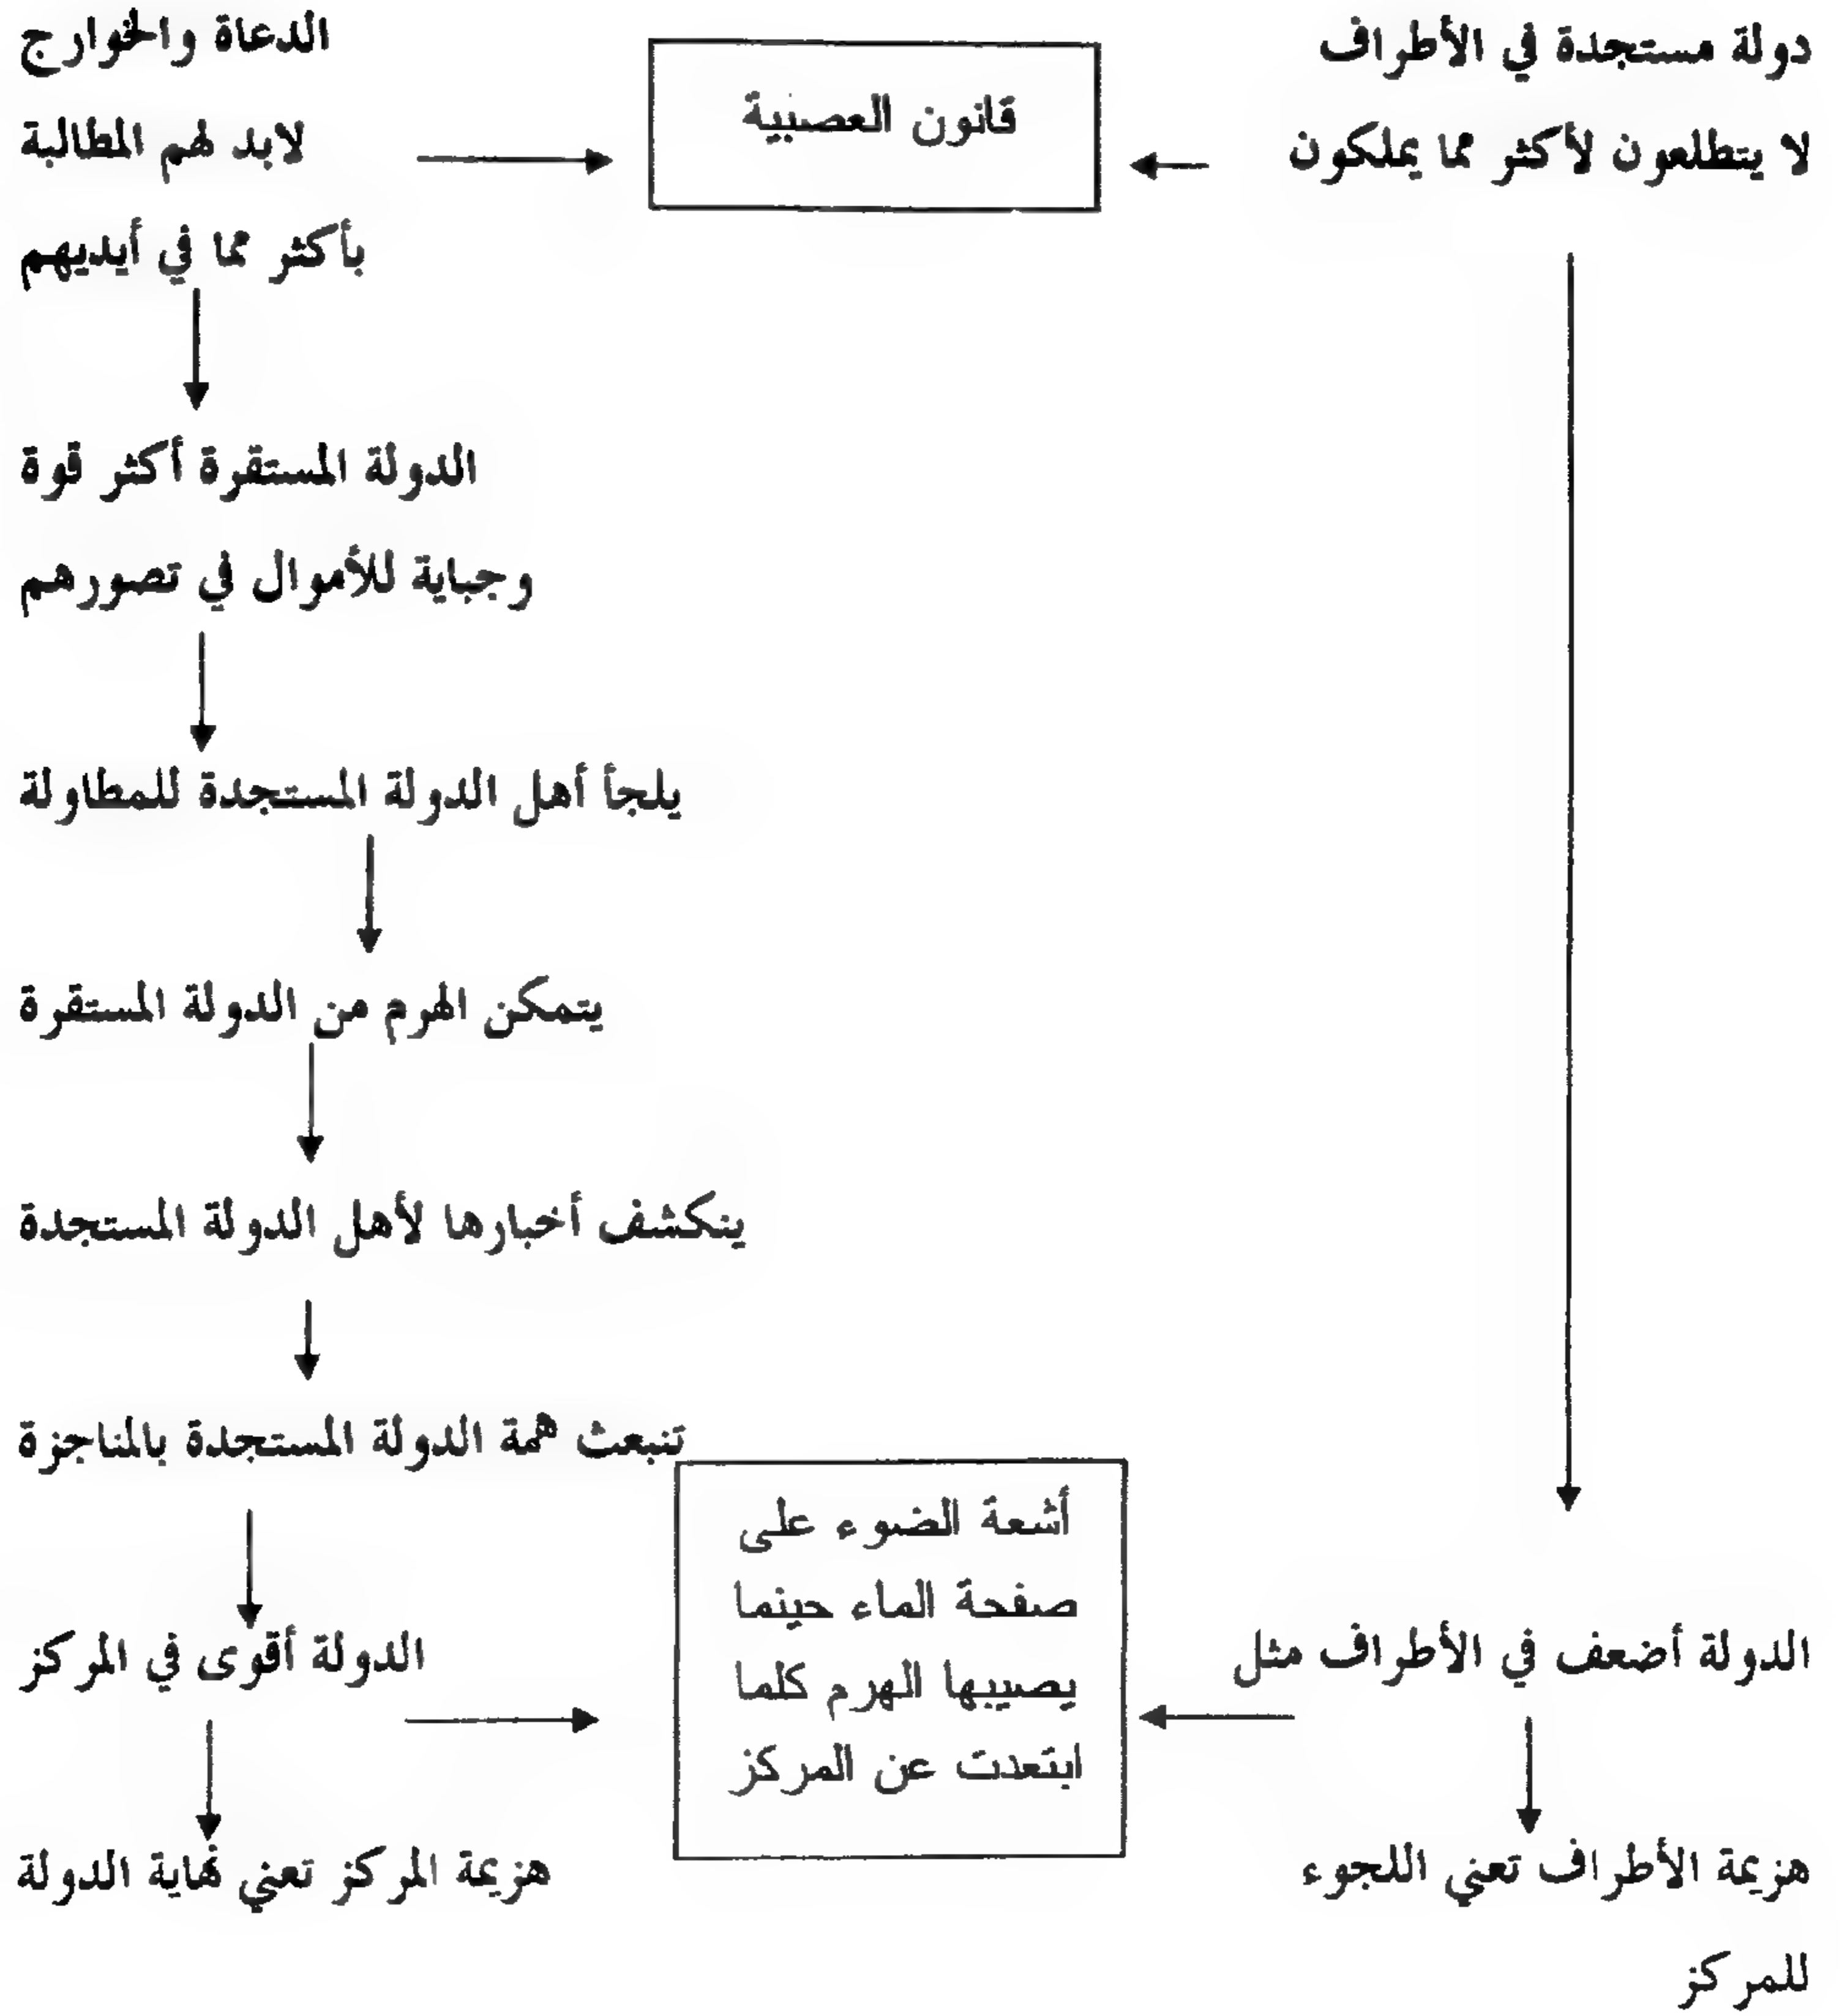 دولة مستجدة في الأطراف
لا يتطلعون لأكثر مما يملكون
قانون العصبية
الدعاة والخوارج
لابد لهم المطالبة
بأكثر مما في أيديهم
الدولة المستقرة أكثر قوة
وجباية للأموال في تصورهم
يلجأ أهل الدولة المستجدة للمطاولة
يتمكن الهرم من الدولة المستقرة
ينكشف أخبارها لأهل الدولة المستجدة
تنبعث همة الدولة المستجدة بالمناجزة
الدولة أضعف في الأطراف مثل
أشعة الضوء على
صفحة الماء حينما
يصيبها الهرم كلما
ابتعدت عن المركز
الدولة أقوى في المركز
هزيمة الأطراف تعني اللجوء
للمركز
هزيمة المركز تعني نهاية الدولة